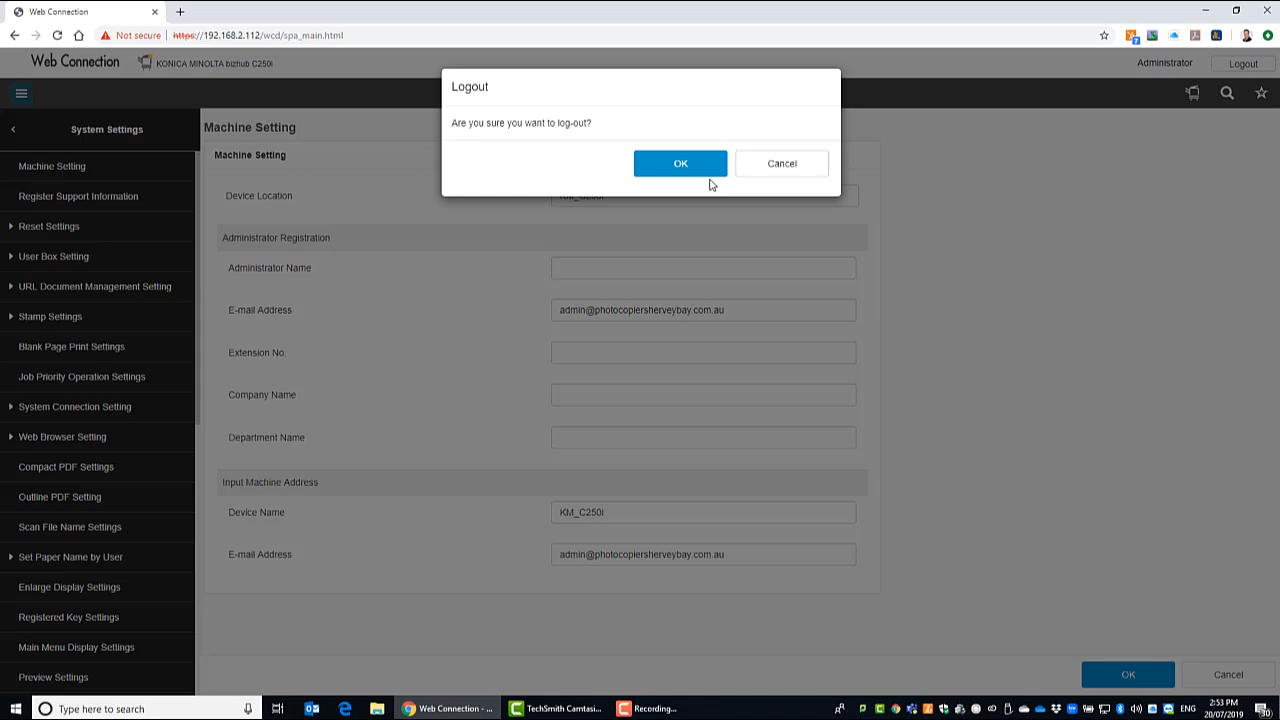 Web Connection
Not secure
https://192.168.2.112/wcd/spa_main.html
7
Web Connection
KONICA MINOLTA bizhub C250i
Administrator
Logout
System Settings
Machine Setting
Register Support Information
Reset Settings
User Box Setting
URL Document Management Setting
Stamp Settings
Blank Page Print Settings
Job Priority Operation Settings
System Connection Setting
Web Browser Setting
Compact PDF Settings
Outline PDF Setting
Scan File Name Settings
Set Paper Name by User
Enlarge Display Settings
Registered Key Settings
Main Menu Display Settings
Preview Settings
Logout
Are you sure you want to log-out?
OK
Cancel
Machine Setting
Machine Setting
Device Location
Administrator Registration
Administrator Name
E-mail Address
admin@photocopiersherveybay.com.au
Extension No.
Company Name
Department Name
Input Machine Address
Device Name
KM_C250i
E-mail Address
admin@photocopiersherveybay.com.au
OK
Cancel
Type here to search
Web Connection - ...
TechSmith Camtasi...
Recording...
ENG
2:53 PM
20/07/2019